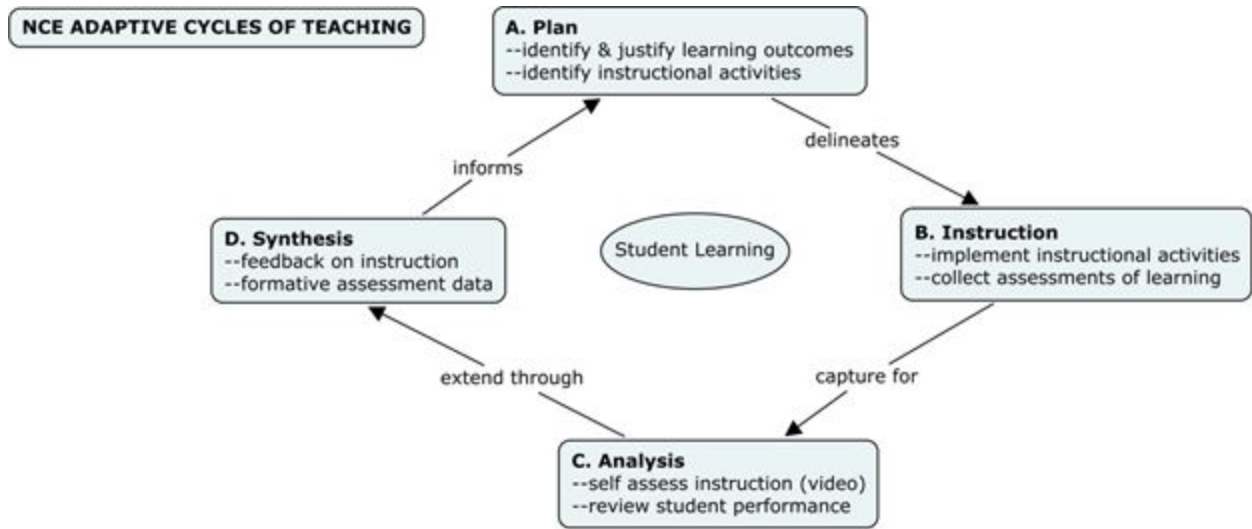 NCE ADAPTIVE CYCLES OF TEACHING
A. Plan
--identify & justify learning outcomes
--identify instructional activities
delineates
informs
B. Instruction
--implement instructional activities
--collect assessments of learning
Student Learning
D. Synthesis
--feedback on instruction
--formative assessment data
capture for
extend through
C. Analysis
--self assess instruction (video)
--review student performance